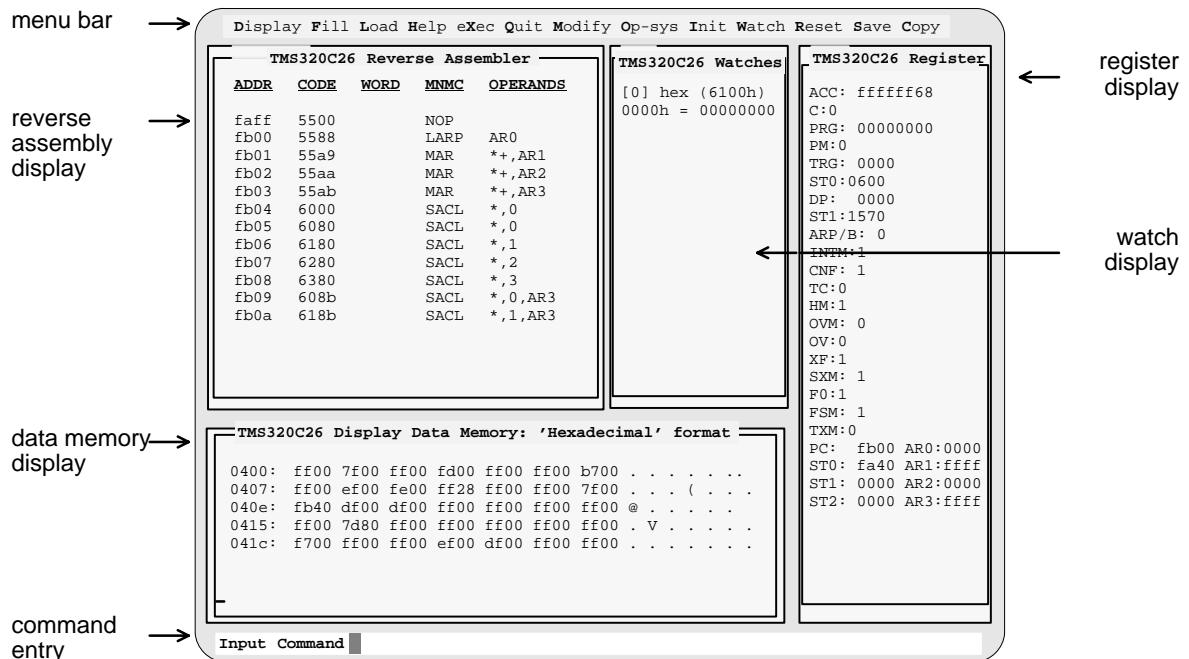 menu bar
Display Fill Load Help eXec Quit Modify Op-sys Init Watch Reset Save Copy
TMS320C26 Reverse Assembler
ADDR CODE WORD MNMC OPERANDS
faff 5500 NOP
fb00 5588 LARP AR0
fb01 55a9 MAR *+,AR1
fb02 55aa MAR *+,AR2
fb03 55ab MAR *+,AR3
fb04 6000 SACL *,0
fb05 6080 SACL *,0
fb06 6180 SACL *,1
fb07 6280 SACL *,2
fb08 6380 SACL *,3
fb09 608b SACL *,0,AR3
fb0a 618b SACL *,1,AR3
reverse
assembly
display
TMS320C26 Watches
[0] hex (6100h)
0000h = 00000000
TMS320C26 Register
ACC: ffffff68
C:0
PRG: 00000000
PM:0
TRG: 0000
ST0:0600
DP: 0000
ST1:1570
ARP/B: 0
INTM:1
CNF: 1
TC:0
HM:1
OVM: 0
OV:0
XF:1
SXM: 1
F0:1
FSM: 1
TXM:0
PC: fb00 AR0:0000
ST0: fa40 AR1:ffff
ST1: 0000 AR2:0000
ST2: 0000 AR3:ffff
register
display
watch
display
data memory
display
TMS320C26 Display Data Memory: 'Hexadecimal' format
0400: ff00 7f00 ff00 fd00 ff00 ff00 b700 . . . . . ..
0407: ff00 ef00 fe00 ff28 ff00 ff00 7f00 . . . ( . . .
040e: fb40 df00 df00 ff00 ff00 ff00 ff00 @ . . . . .
0415: ff00 7d80 ff00 ff00 ff00 ff00 ff00 . V . . . . .
041c: f700 ff00 ff00 ef00 df00 ff00 ff00 . . . . . . .
command
entry
Input Command